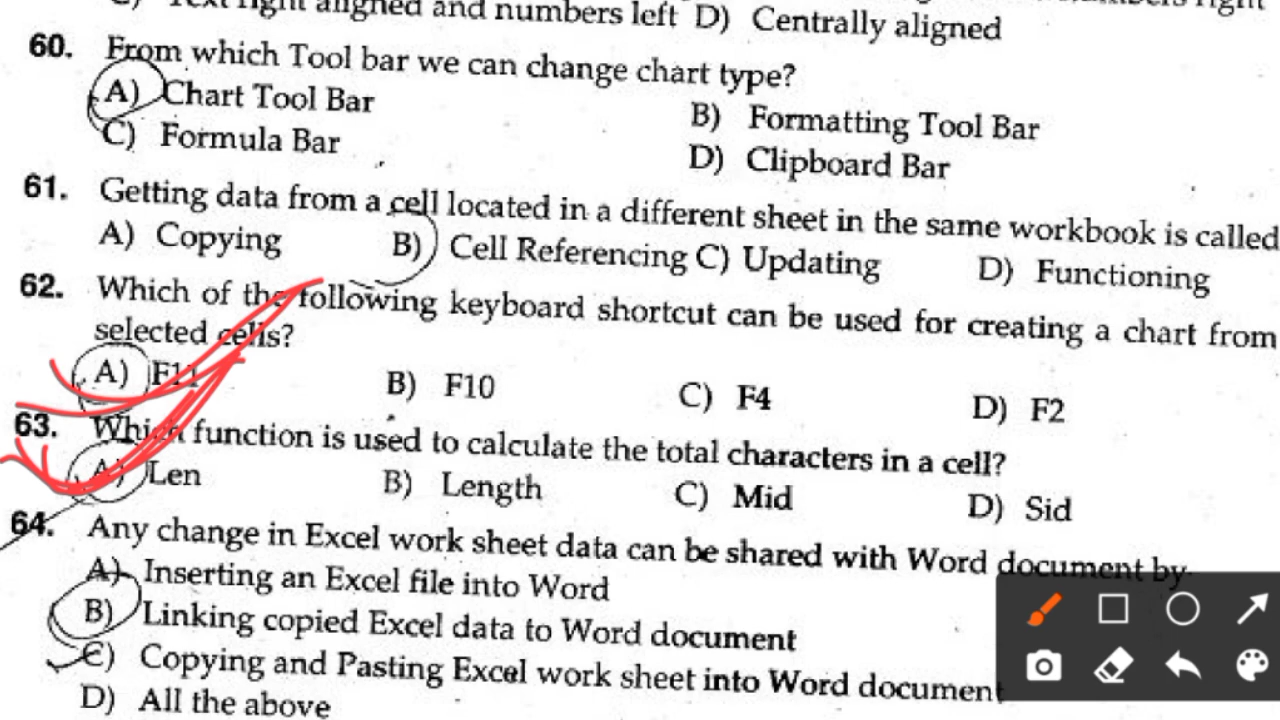 Text right aligned and numbers left D) Centrally aligned
60. From which Tool bar we can change chart type?
A) Chart Tool Bar B) Formatting Tool Bar
C) Formula Bar D) Clipboard Bar
61. Getting data from a cell located in a different sheet in the same workbook is called
A) Copying B) Cell Referencing C) Updating D) Functioning
62. Which of the following keyboard shortcut can be used for creating a chart from
selected cells?
A) F11 B) F10 C) F4 D) F2
63. Which function is used to calculate the total characters in a cell?
A) Len B) Length C) Mid D) Sid
64. Any change in Excel work sheet data can be shared with Word document by
A) Inserting an Excel file into Word
B) Linking copied Excel data to Word document
C) Copying and Pasting Excel work sheet into Word document
D) All the above